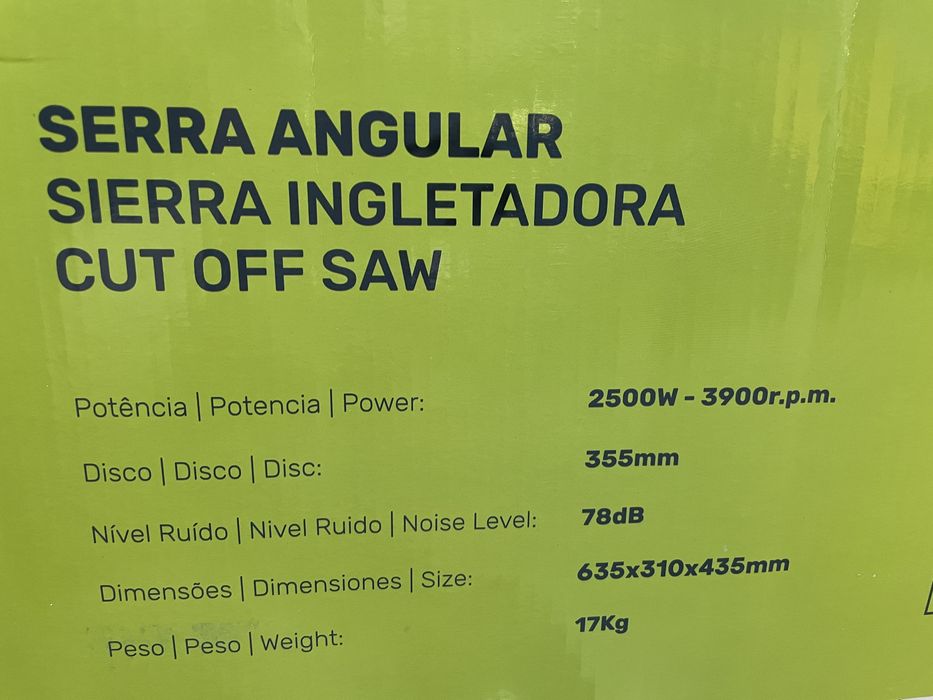 SERRA ANGULAR
SIERRA INGLETADORA
CUT OFF SAW
Potência | Potencia | Power: 2500W - 3900r.p.m.
Disco | Disco | Disc: 355mm
Nível Ruído | Nivel Ruido | Noise Level: 78dB
Dimensões | Dimensiones | Size: 635x310x435mm
Peso | Peso | Weight: 17Kg